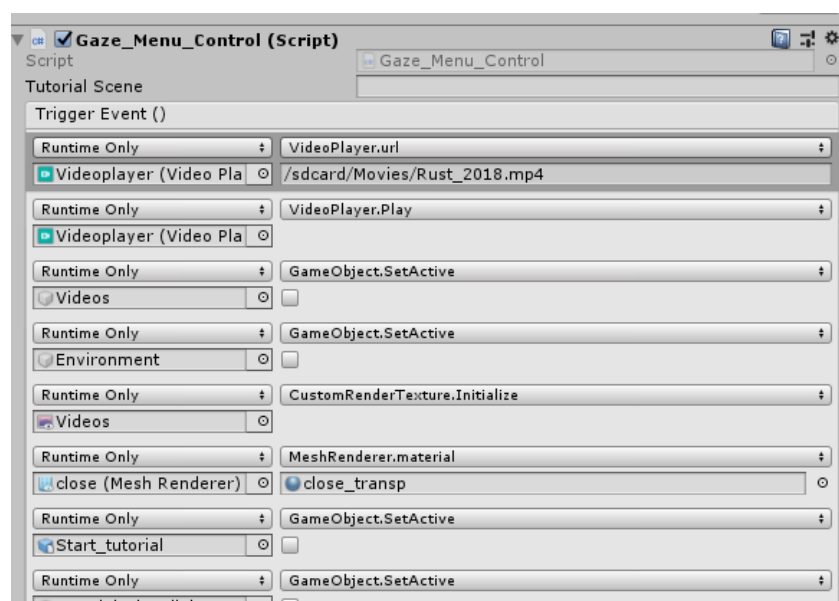 Gaze_Menu_Control (Script)
Script Gaze_Menu_Control
Tutorial Scene
Trigger Event ()
Runtime Only VideoPlayer.url
Videoplayer (Video Pla /sdcard/Movies/Rust_2018.mp4
Runtime Only VideoPlayer.Play
Videoplayer (Video Pla
Runtime Only GameObject.SetActive
Videos
Runtime Only GameObject.SetActive
Environment
Runtime Only CustomRenderTexture.Initialize
Videos
Runtime Only MeshRenderer.material
close (Mesh Renderer) close_transp
Runtime Only GameObject.SetActive
Start_tutorial
Runtime Only GameObject.SetActive